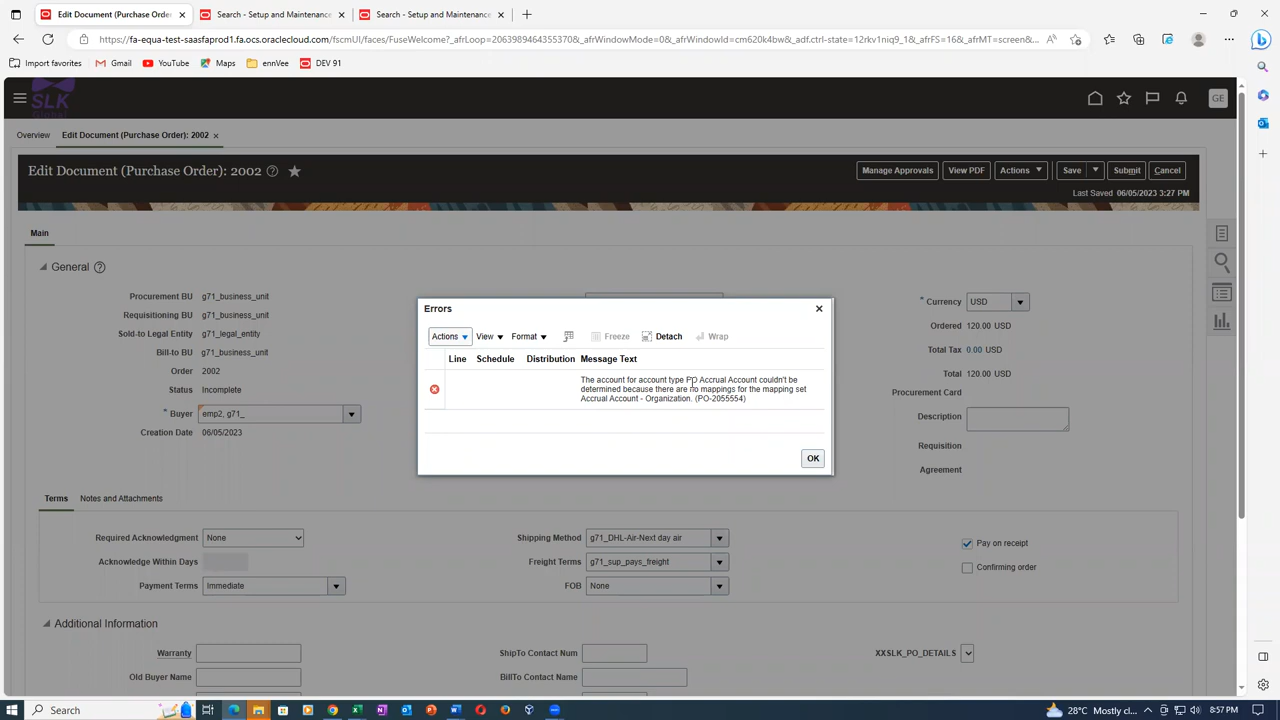 Edit Document (Purchase Order)
Search - Setup and Maintenance
Search - Setup and Maintenance
https://fa-equa-test-saasfaprod1.fa.ocs.oraclecloud.com/fscmUI/faces/FuseWelcome?_afrLoop=2063989464355370&_afrWindowMode=0&_afrWindowId=cm620k4bw&_adf.ctrl-state=12rkv1niq9_1&_afrFS=16&_afrMT=screen&...
Import favorites Gmail YouTube Maps ennVee DEV 91
SLK
Global
GE
Overview Edit Document (Purchase Order): 2002
Edit Document (Purchase Order): 2002
Manage Approvals View PDF Actions Save Submit Cancel
Last Saved 06/05/2023 3:27 PM
Main
General
Procurement BU g71_business_unit
Requisitioning BU g71_business_unit
Sold-to Legal Entity g71_legal_entity
Bill-to BU g71_business_unit
Order 2002
Status Incomplete
* Buyer emp2, g71_
Creation Date 06/05/2023
* Currency USD
Ordered 120.00 USD
Total Tax 0.00 USD
Total 120.00 USD
Procurement Card
Description
Requisition
Agreement
Errors
Actions View Format Freeze Detach Wrap
Line Schedule Distribution Message Text
The account for account type PO Accrual Account couldn't be
determined because there are no mappings for the mapping set
Accrual Account - Organization. (PO-2055554)
OK
Terms Notes and Attachments
Required Acknowledgment None
Acknowledge Within Days
Payment Terms Immediate
Shipping Method g71_DHL-Air-Next day air
Freight Terms g71_sup_pays_freight
FOB None
Pay on receipt
Confirming order
Additional Information
Warranty
Old Buyer Name
ShipTo Contact Num
BillTo Contact Name
XXSLK_PO_DETAILS
Search
28°C Mostly cl...
8:57 PM